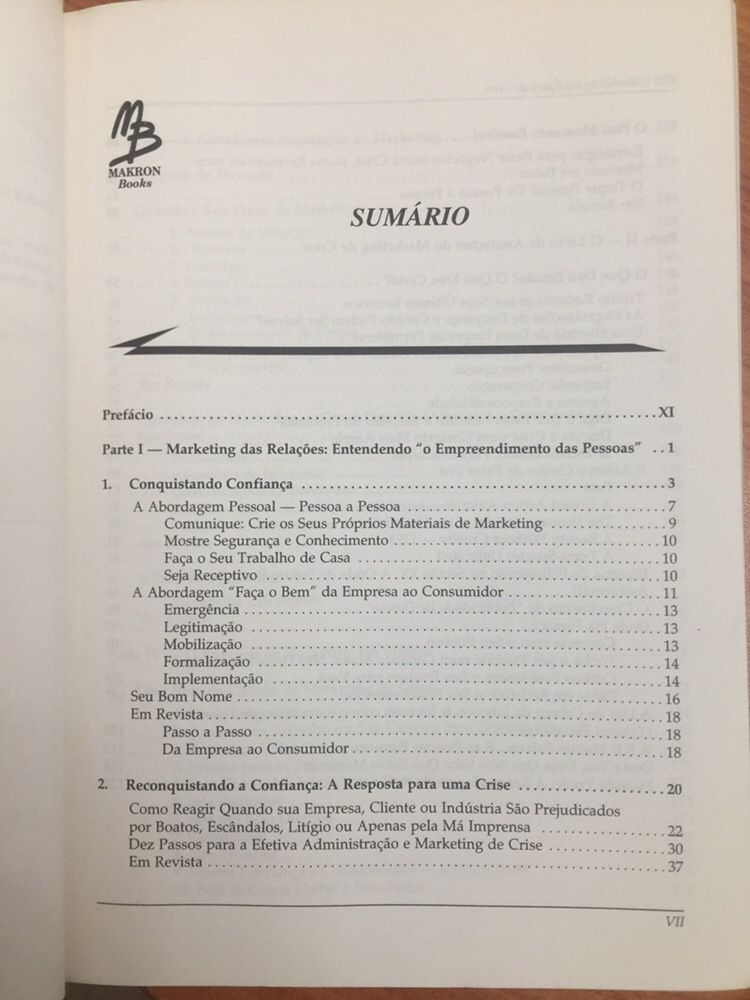 MB
MAKRON
Books
SUMÁRIO
Prefácio ........................................................ XI
Parte I — Marketing das Relações: Entendendo “o Empreendimento das Pessoas” .. 1
1. Conquistando Confiança ........................................ 3
A Abordagem Pessoal — Pessoa a Pessoa ........................................ 7
Comunique: Crie os Seus Próprios Materiais de Marketing ................ 9
Mostre Segurança e Conhecimento ........................................ 10
Faça o Seu Trabalho de Casa ........................................ 10
Seja Receptivo ........................................ 10
A Abordagem “Faça o Bem” da Empresa ao Consumidor ........................ 11
Emergência ........................................ 13
Legitimação ........................................ 13
Mobilização ........................................ 13
Formalização ........................................ 14
Implementação ........................................ 14
Seu Bom Nome ........................................ 16
Em Revista ........................................ 18
Passo a Passo ........................................ 18
Da Empresa ao Consumidor ........................................ 18
2. Reconquistando a Confiança: A Resposta para uma Crise .................... 20
Como Reagir Quando sua Empresa, Cliente ou Indústria São Prejudicados
por Boatos, Escândalos, Litígio ou Apenas pela Má Imprensa .................. 22
Dez Passos para a Efetiva Administração e Marketing de Crise ................ 30
Em Revista ........................................ 37
VII